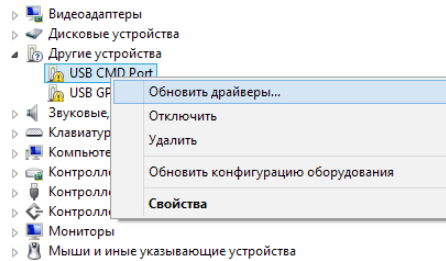 Видеоадаптеры
Дисковые устройства
Другие устройства
USB CMD Port
USB GP
Обновить драйверы...
Звуковые,
Отключить
Клавиатур
Удалить
Компьюте
Контролл
Обновить конфигурацию оборудования
Контролл
Контролл
Свойства
Мониторы
Мыши и иные указывающие устройства